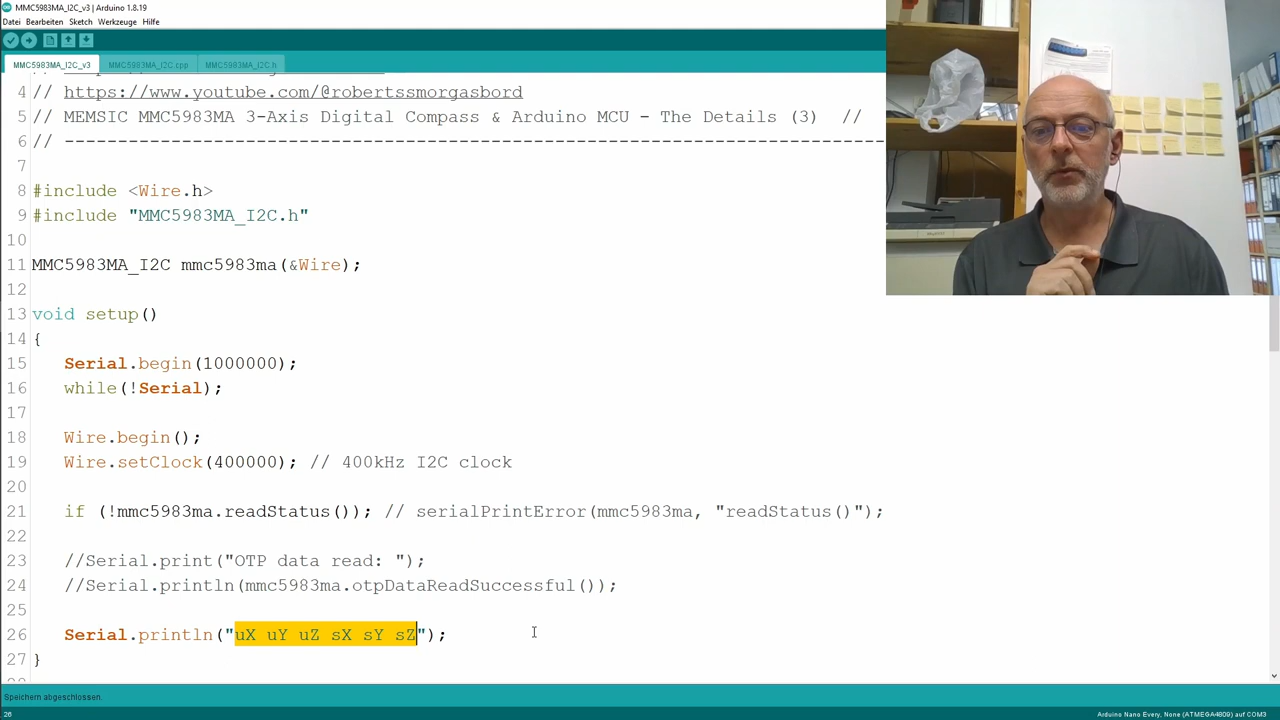 MMC5983MA_I2C_v3 | Arduino 1.8.19
Datei Bearbeiten Sketch Werkzeuge Hilfe
MMC5983MA_I2C_v3 MMC5983MA_I2C.cpp MMC5983MA_I2C.h
4 // https://www.youtube.com/@robertssmorgasbord
5 // MEMSIC MMC5983MA 3-Axis Digital Compass & Arduino MCU - The Details (3) //
6 // -----------------------------------------------------------------------------
7
8 #include <Wire.h>
9 #include "MMC5983MA_I2C.h"
10
11 MMC5983MA_I2C mmc5983ma(&Wire);
12
13 void setup()
14 {
15 Serial.begin(1000000);
16 while(!Serial);
17
18 Wire.begin();
19 Wire.setClock(400000); // 400kHz I2C clock
20
21 if (!mmc5983ma.readStatus()); // serialPrintError(mmc5983ma, "readStatus()");
22
23 //Serial.print("OTP data read: ");
24 //Serial.println(mmc5983ma.otpDataReadSuccessful());
25
26 Serial.println("uX uY uZ sX sY sZ");
27 }
Speichern abgeschlossen.
26 Arduino Nano Every, None (ATMEGA4809) auf COM3